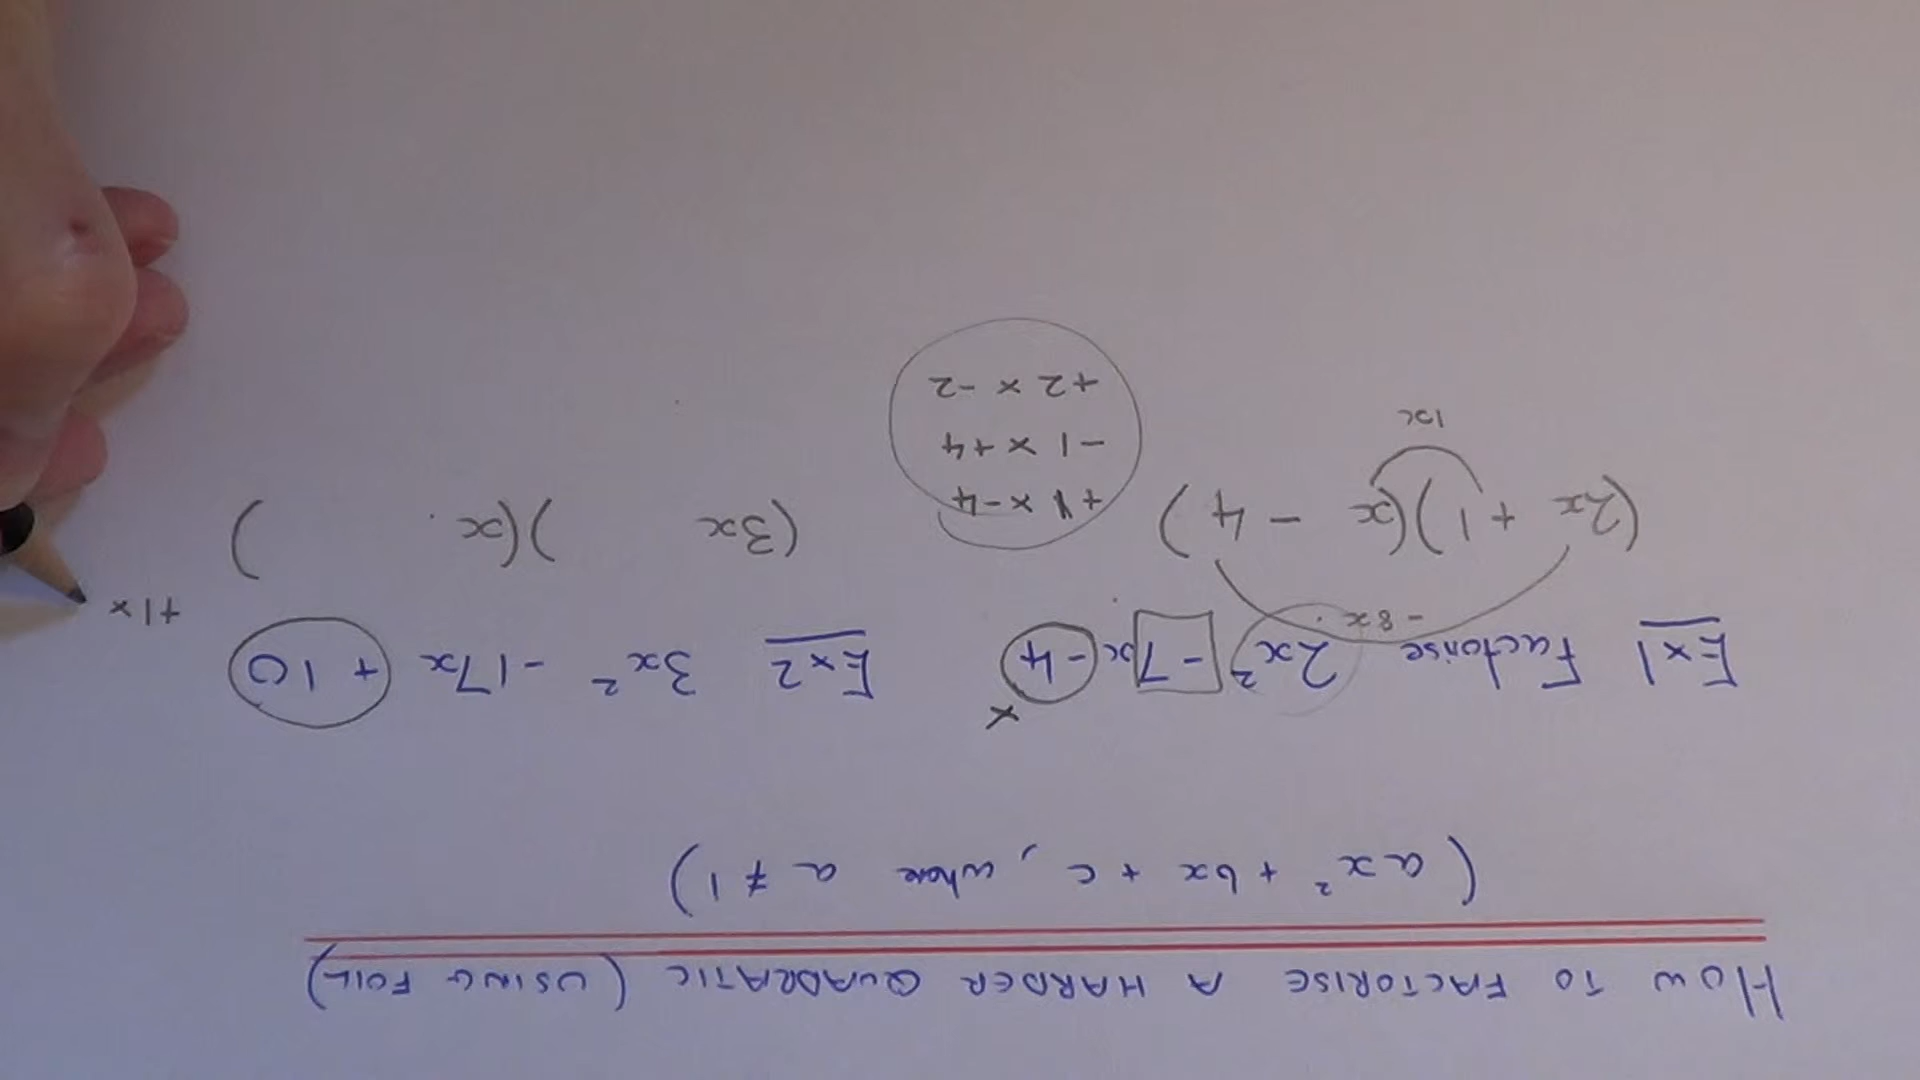 HOW TO FACTORISE A HARDER QUADRATIC (USING FOIL)
(ax² + bx + c, where a ≠ 1)
Ex1 Factorise 2x² -7x -4
x
-8x
(2x +1)(x - 4)
1x
+1 x -4
-1 x +4
+2 x -2
Ex2 3x² -17x +10
(3x )(x )
+1 x